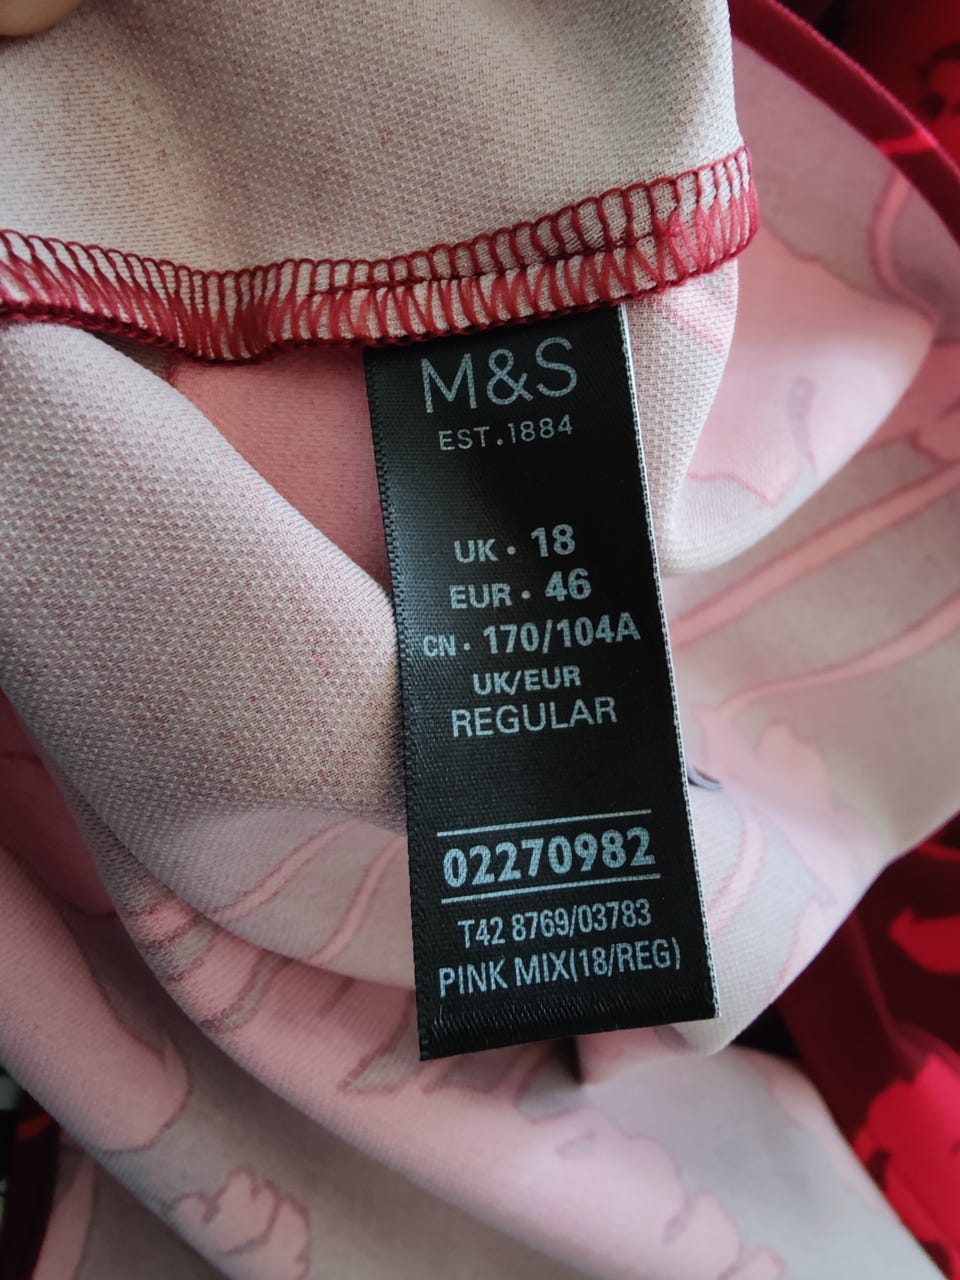 M&S
EST.1884
UK · 18
EUR · 46
CN · 170/104A
UK/EUR
REGULAR
02270982
T42 8769/03783
PINK MIX(18/REG)